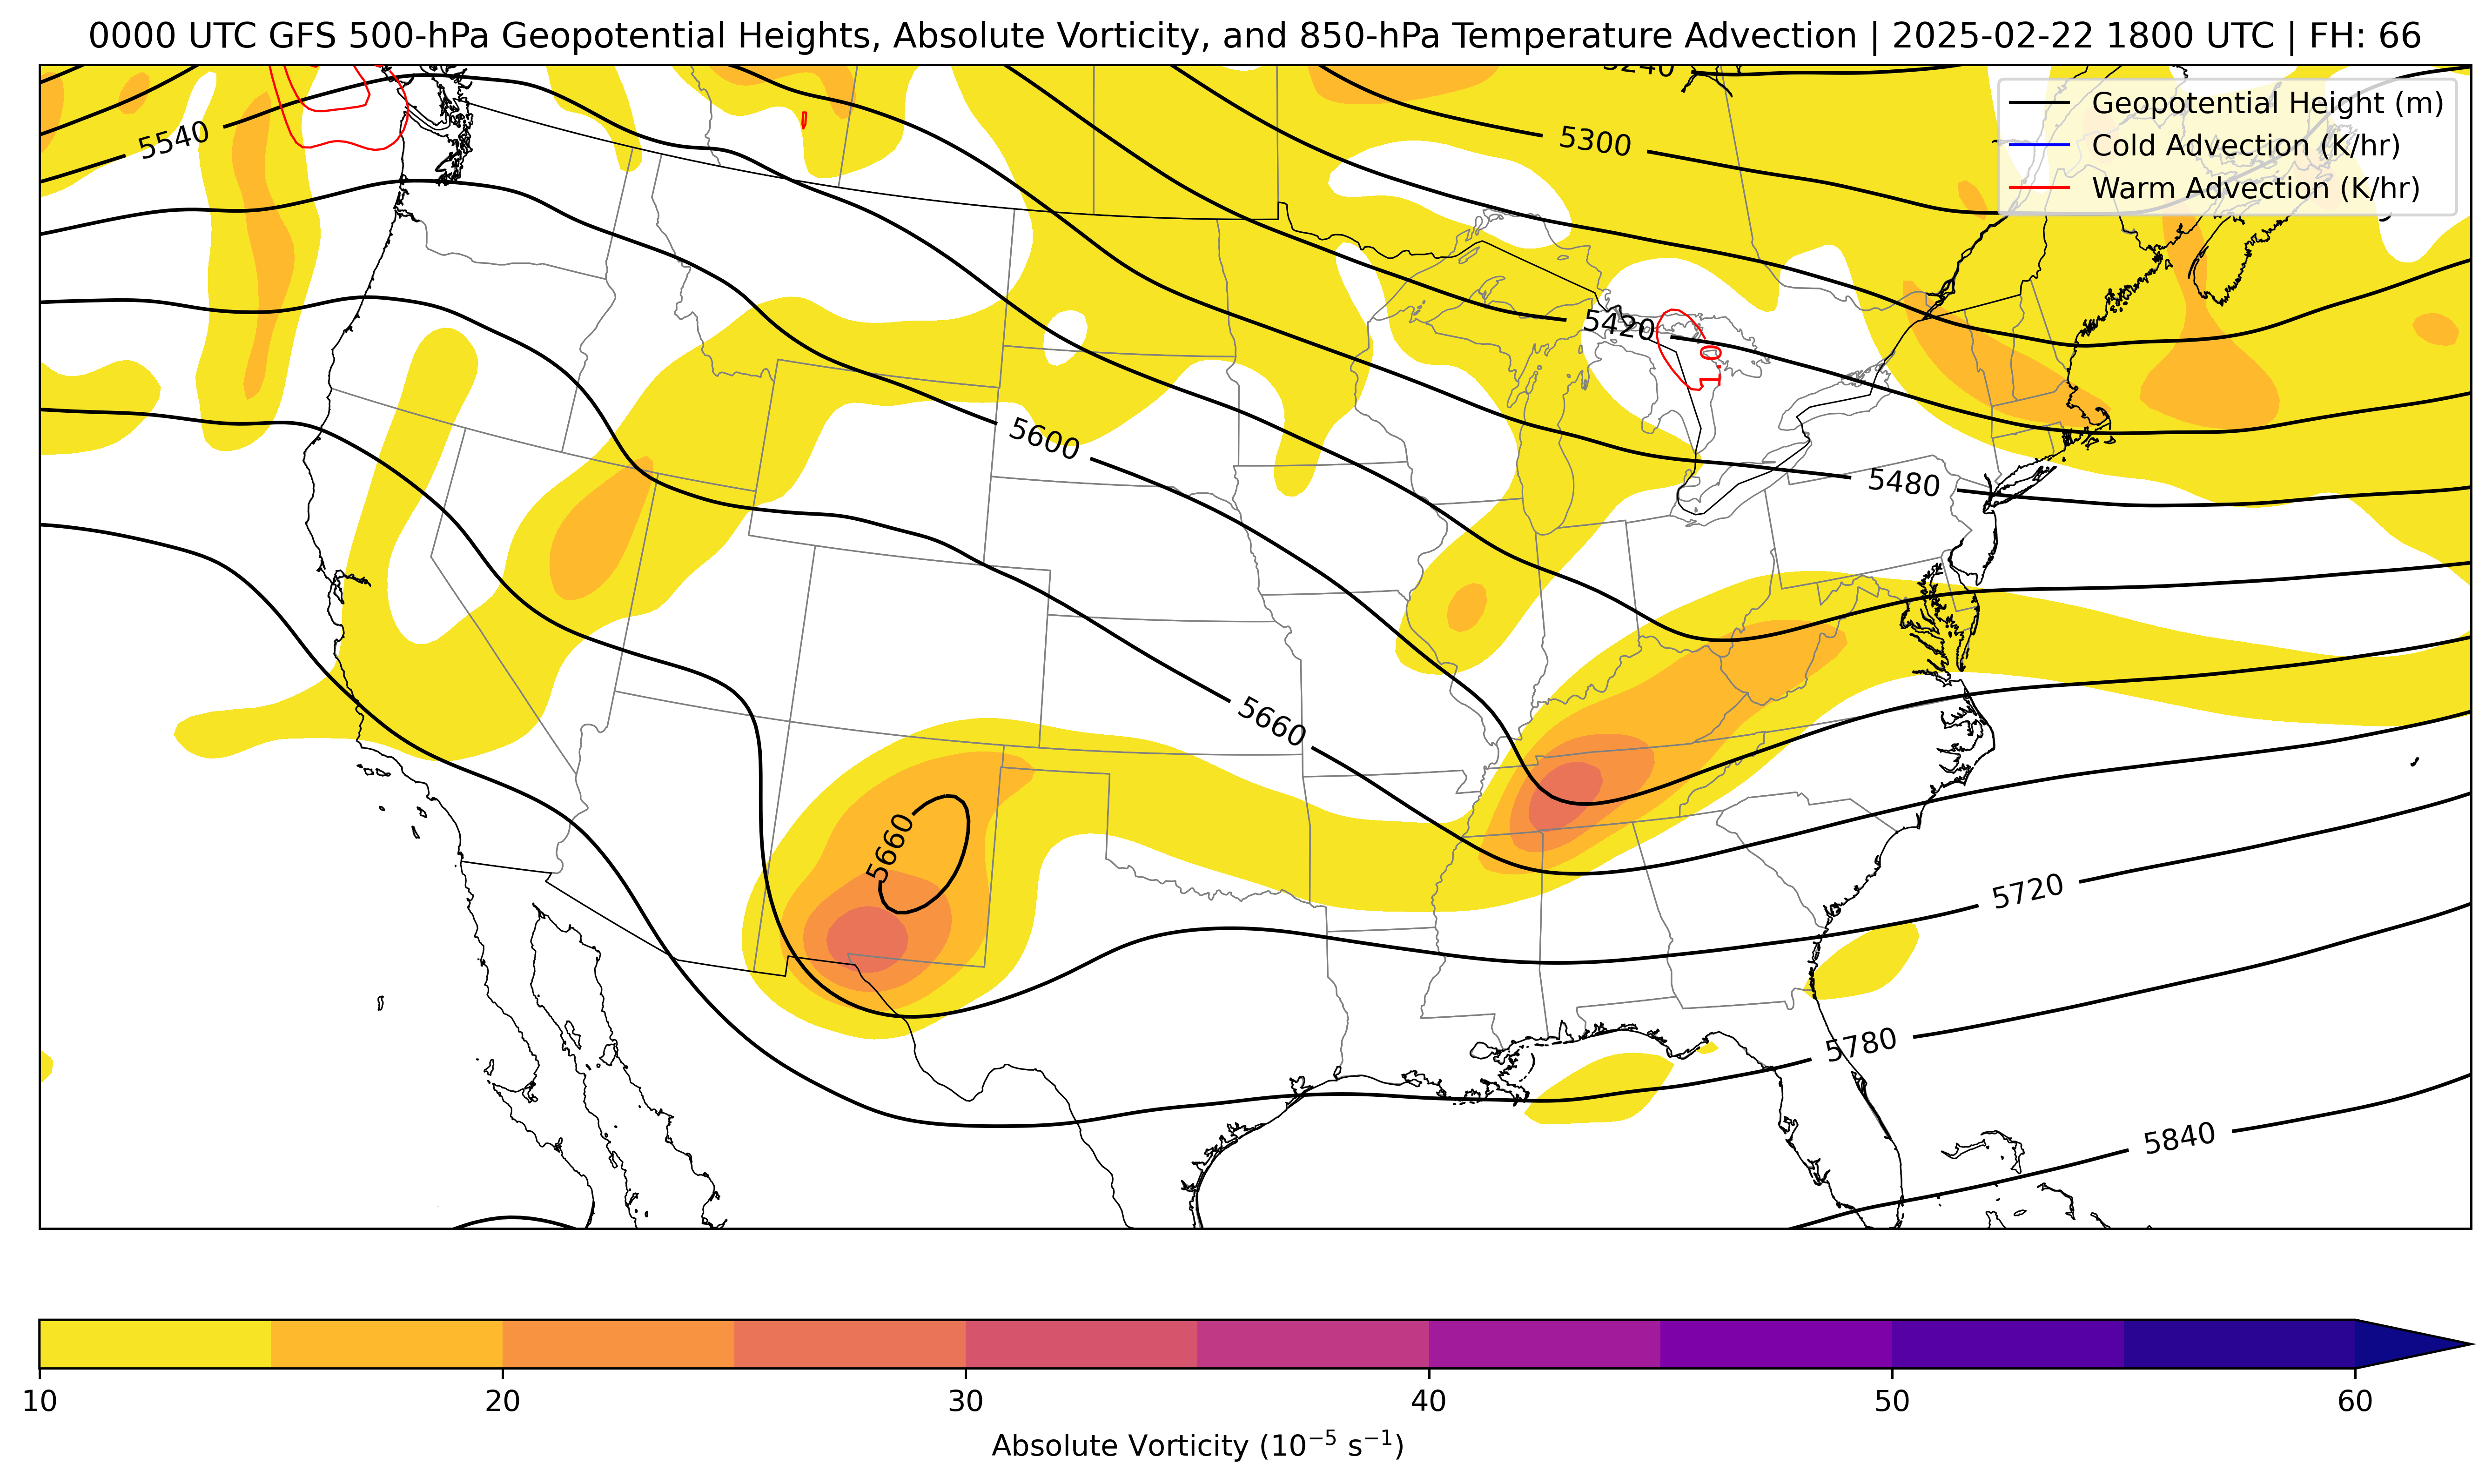 0000 UTC GFS 500-hPa Geopotential Heights, Absolute Vorticity, and 850-hPa Temperature Advection | 2025-02-22 1800 UTC | FH: 66
5240
Geopotential Height (m)
Cold Advection (K/hr)
Warm Advection (K/hr)
5540
5300
5420
1.0
5600
5480
5660
5660
5720
5780
5840
10 20 30 40 50 60
Absolute Vorticity (10⁻⁵ s⁻¹)